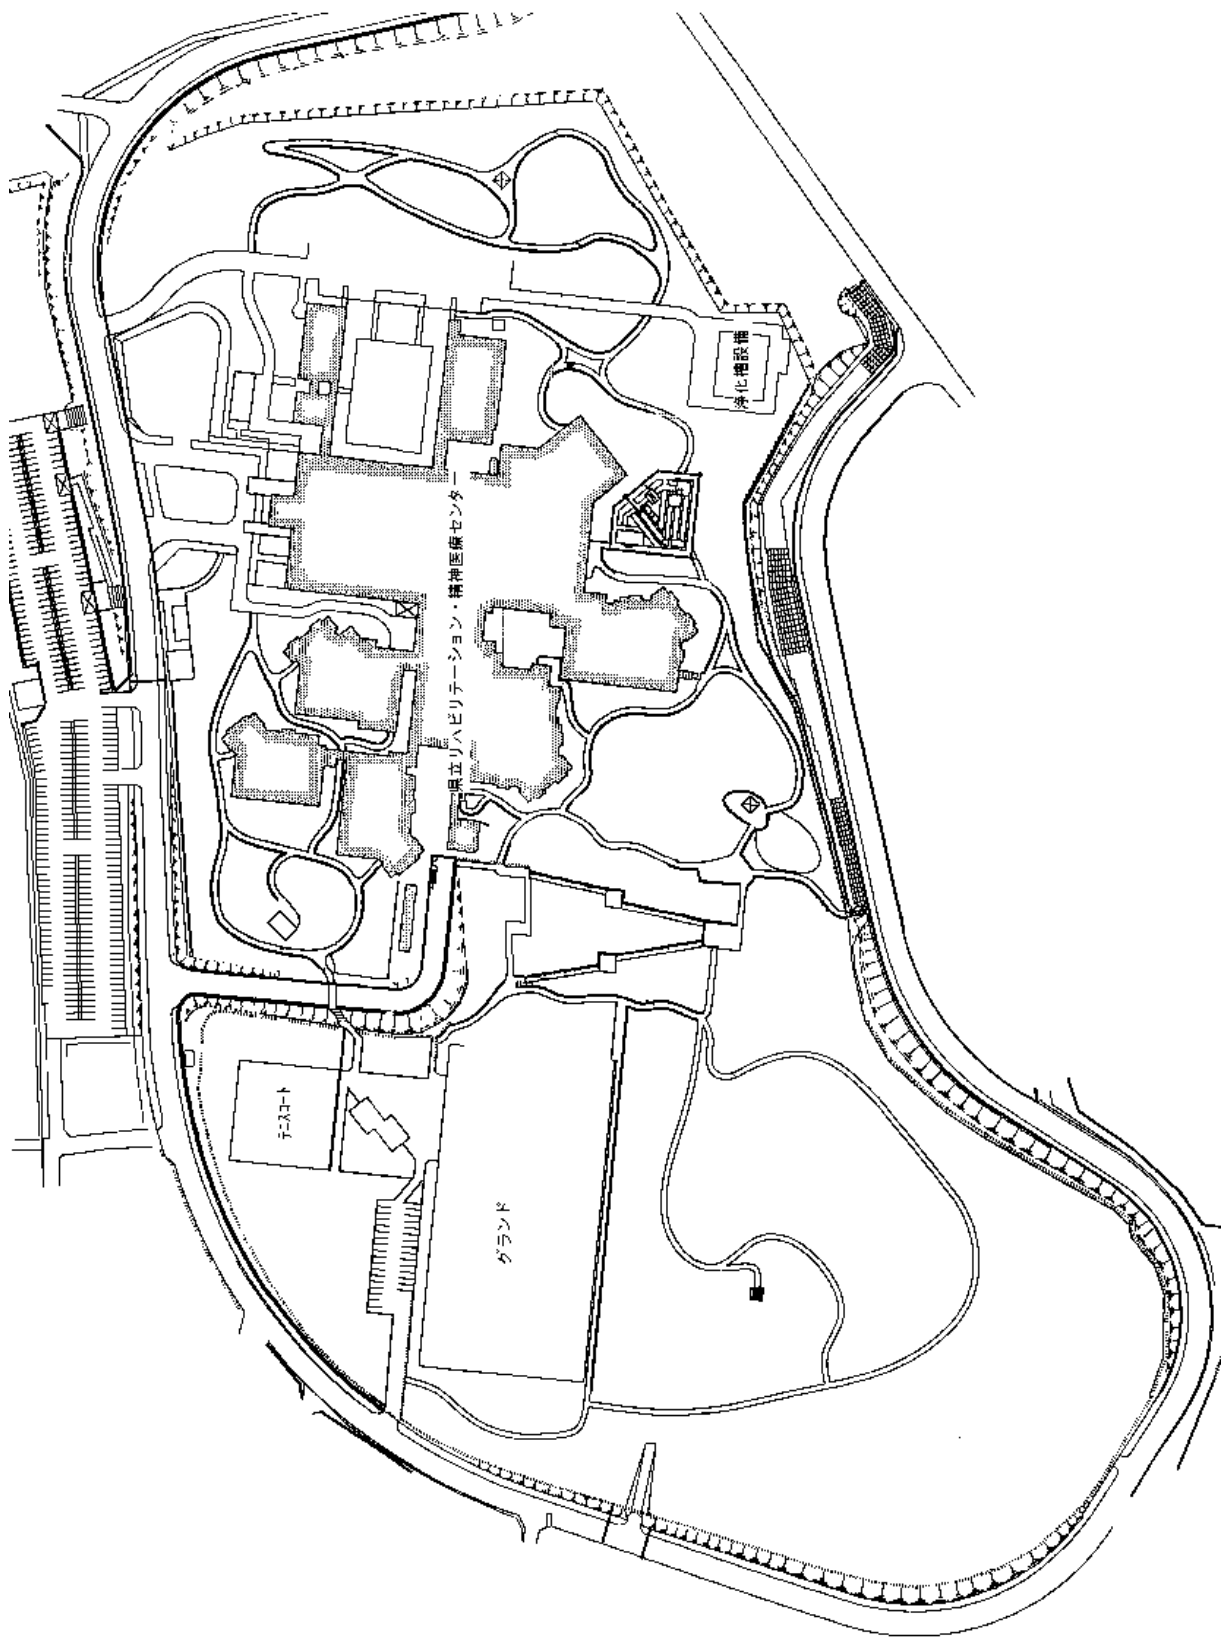 浄化槽設備
県立リハビリテーション・精神医療センター
テニスコート
グランド